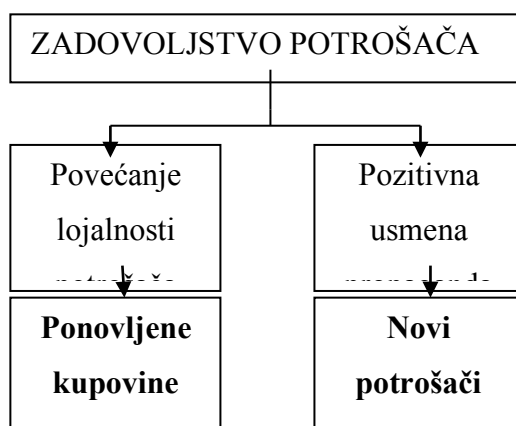 ZADOVOLJSTVO POTROŠAČA
Povećanje
lojalnosti
Pozitivna
usmena
Ponovljene
kupovine
Novi
potrošači